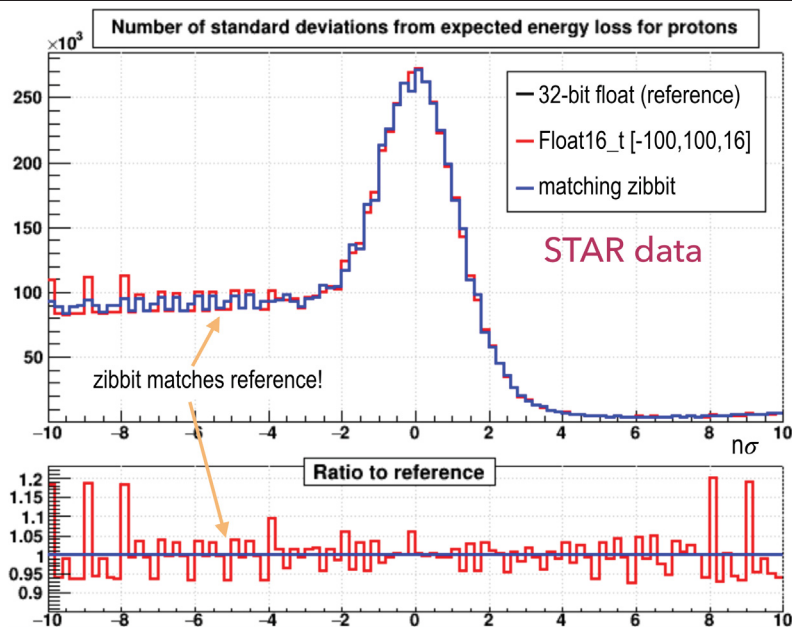 Number of standard deviations from expected energy loss for protons
×10³
250
200
150
100
50
32-bit float (reference)
Float16_t [-100,100,16]
matching zibbit
STAR data
zibbit matches reference!
−10 −8 −6 −4 −2 0 2 4 6 8 10
nσ
Ratio to reference
1.2
1.15
1.1
1.05
1
0.95
0.9
−10 −8 −6 −4 −2 0 2 4 6 8 10